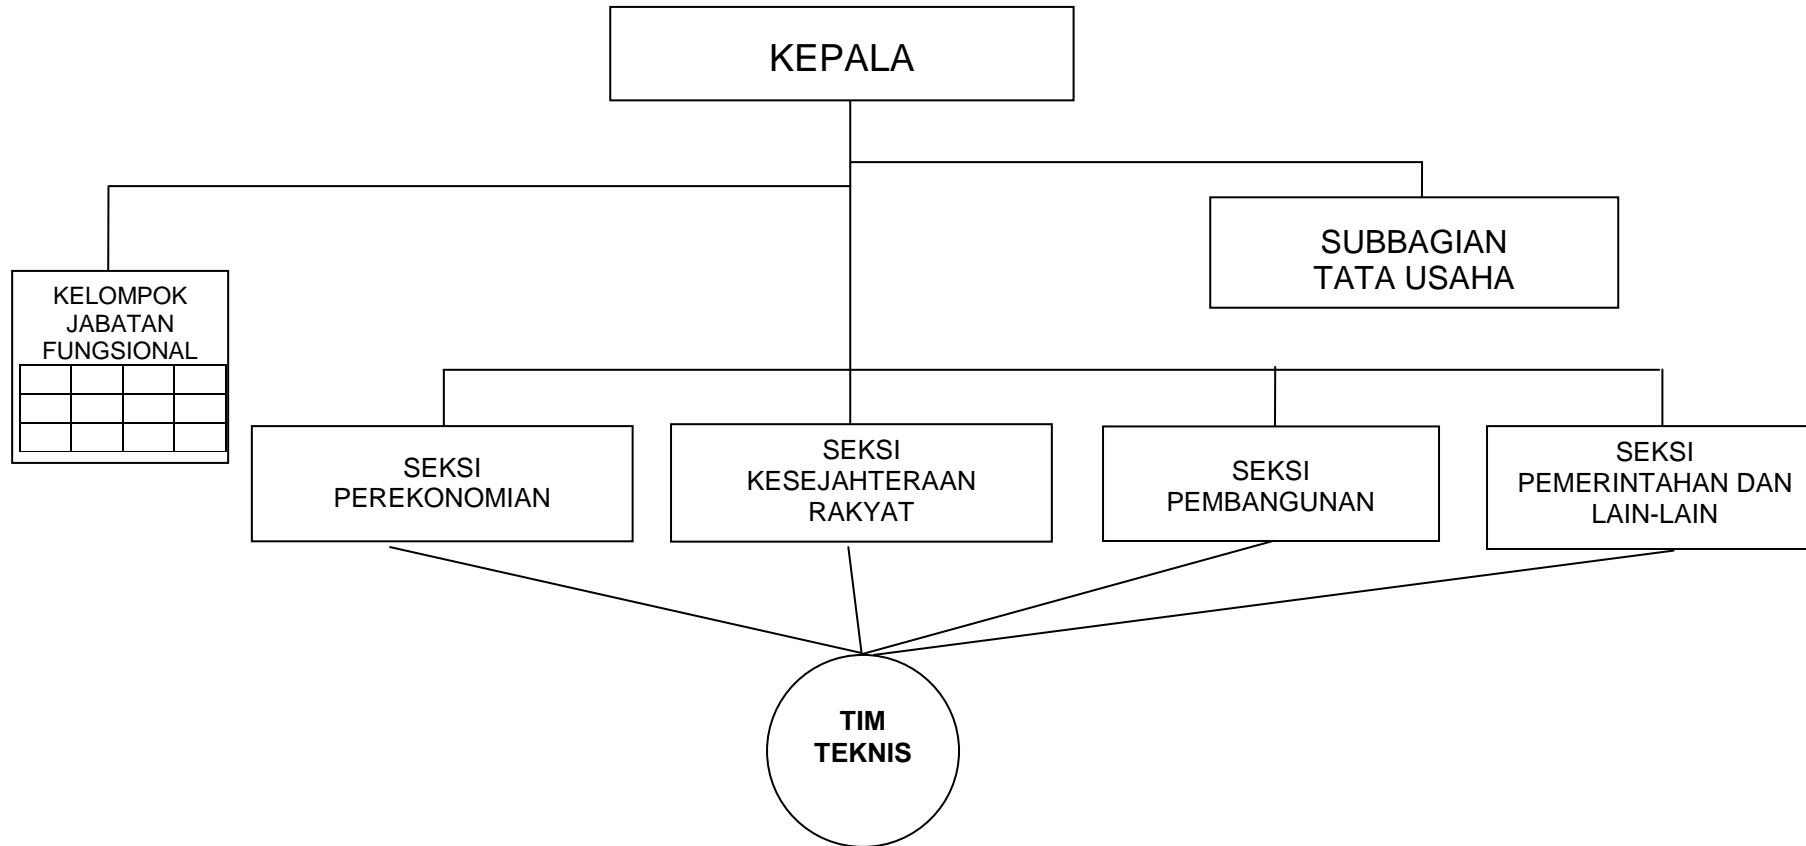 KEPALA
SUBBAGIAN
TATA USAHA
KELOMPOK
JABATAN
FUNGSIONAL
SEKSI
PEREKONOMIAN
SEKSI
KESEJAHTERAAN
RAKYAT
SEKSI
PEMBANGUNAN
SEKSI
PEMERINTAHAN DAN
LAIN-LAIN
TIM
TEKNIS